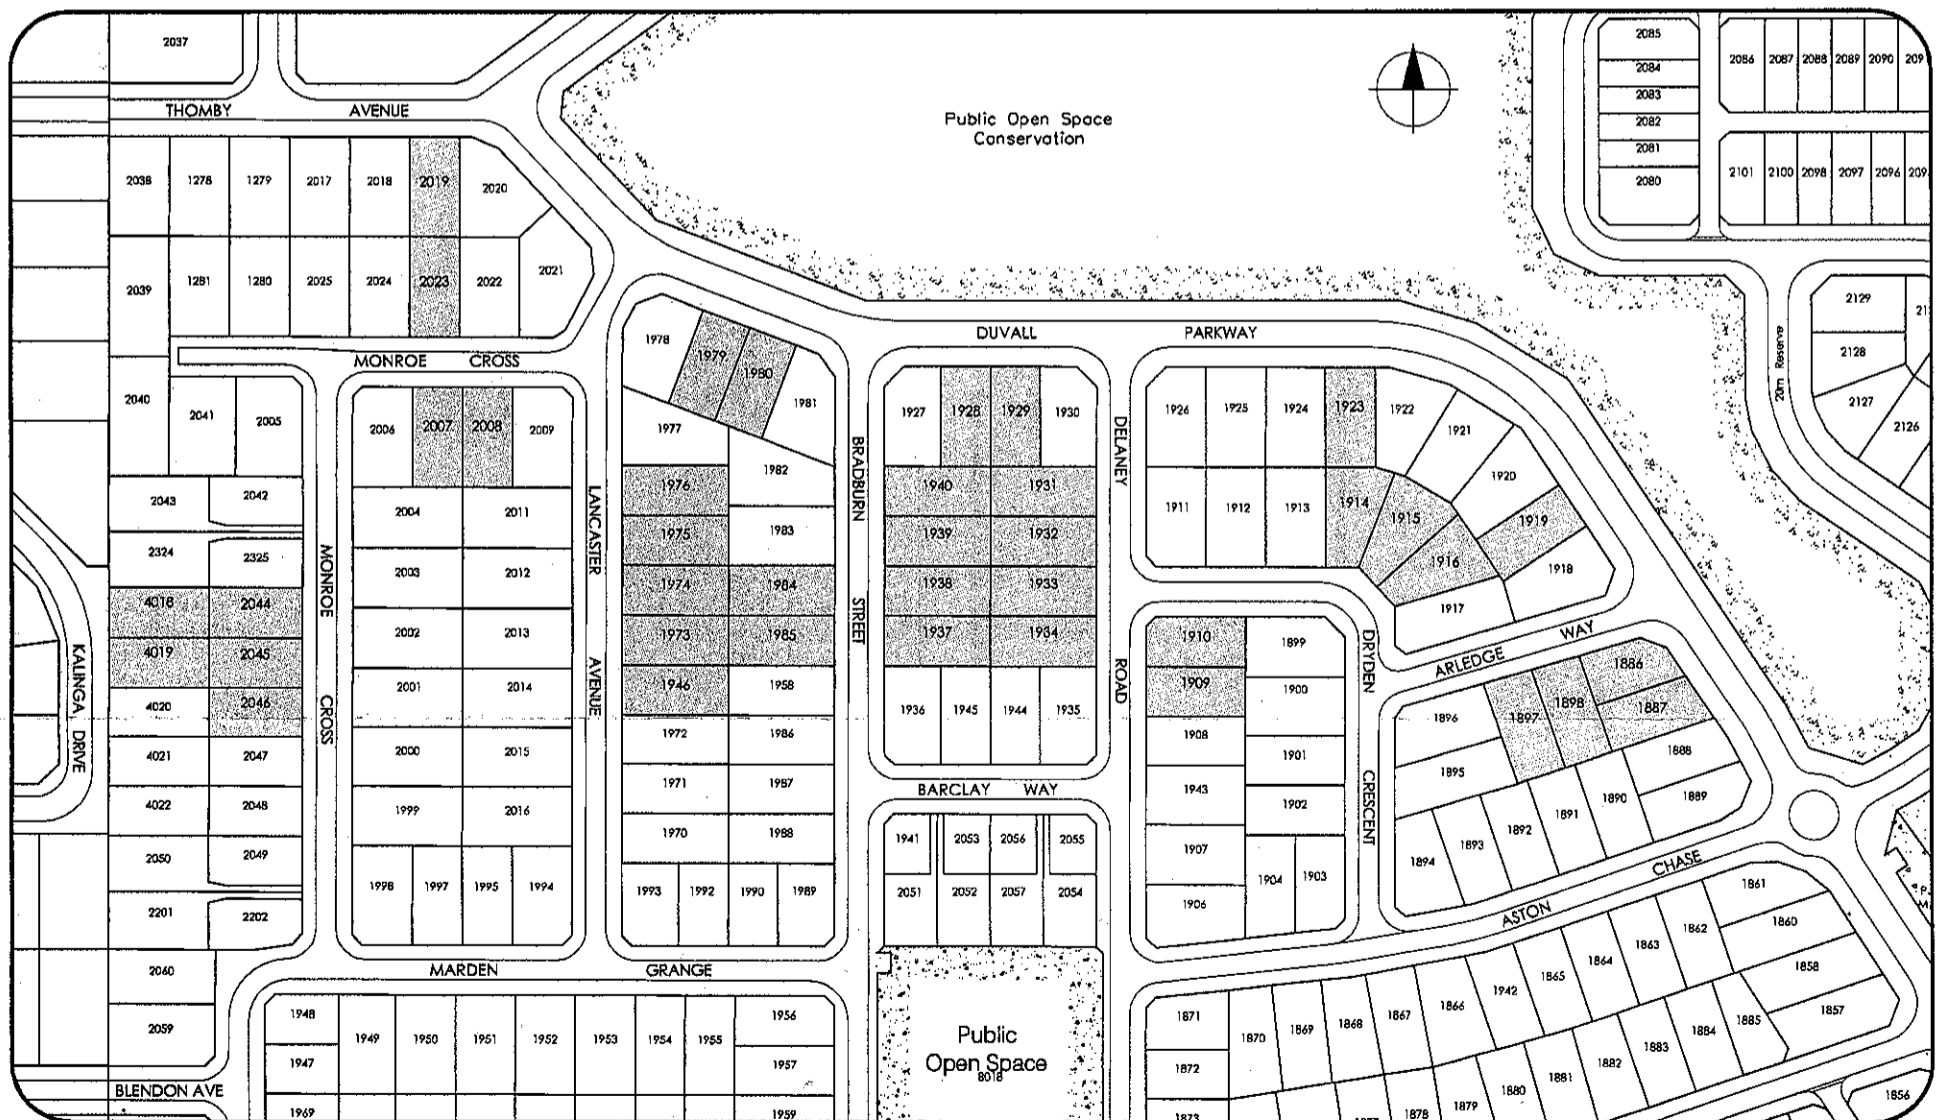 2037
THOMBY AVENUE
Public Open Space
Conservation
2085
2084
2083
2082
2081
2080
2086 2087 2088 2089 2090 209
2101 2100 2098 2097 2096 209
2038 1278 1279 2017 2018 2019 2020
2039 1281 1280 2025 2024 2023 2022 2021
MONROE CROSS
DUVALL PARKWAY
20m Reserve
2129
2128
2127
2126
21
2040 2041 2005
2006 2007 2008 2009
1978 1979 1980 1981
1977
1982
1927 1928 1929 1930
1926 1925 1924 1923 1922
1921
1920
1919
1918
1917
1911 1912 1913 1914 1915 1916
2043 2042
2324 2325
4018 2044
4019 2045
4020 2046
4021 2047
4022 2048
2050 2049
2201 2202
2060
2059
KALINGA DRIVE
MONROE CROSS
2004 2011
2003 2012
2002 2013
2001 2014
2000 2015
1999 2016
1998 1997 1995 1994
LANCASTER AVENUE
1976
1975 1983
1974 1984
1973 1985
1946 1958
1972 1986
1971 1987
1970 1988
1993 1992 1990 1989
BRADBURN STREET
1940 1931
1939 1932
1938 1933
1937 1934
1936 1945 1944 1935
BARCLAY WAY
1941 2053 2056 2055
2051 2052 2057 2054
DELANEY ROAD
1910 1899
1909 1900
1908 1901
1943 1902
1907 1904 1903
1906
DRYDEN CRESCENT
ARLEDGE WAY
1896 1897 1898 1886
1887
1895 1888
1889
1894 1893 1892 1891 1890
ASTON CHASE
MARDEN GRANGE
BLENDON AVE
1948
1947
1969
1949 1950 1951 1952 1953 1954 1955
1956
1957
1959
Public
Open Space
8018
1871
1872
1873
1870 1869 1868 1867 1866 1942 1865 1864 1863 1862 1861
1860
1858
1857
1878 1879 1880 1881 1882 1883 1884 1885
1856